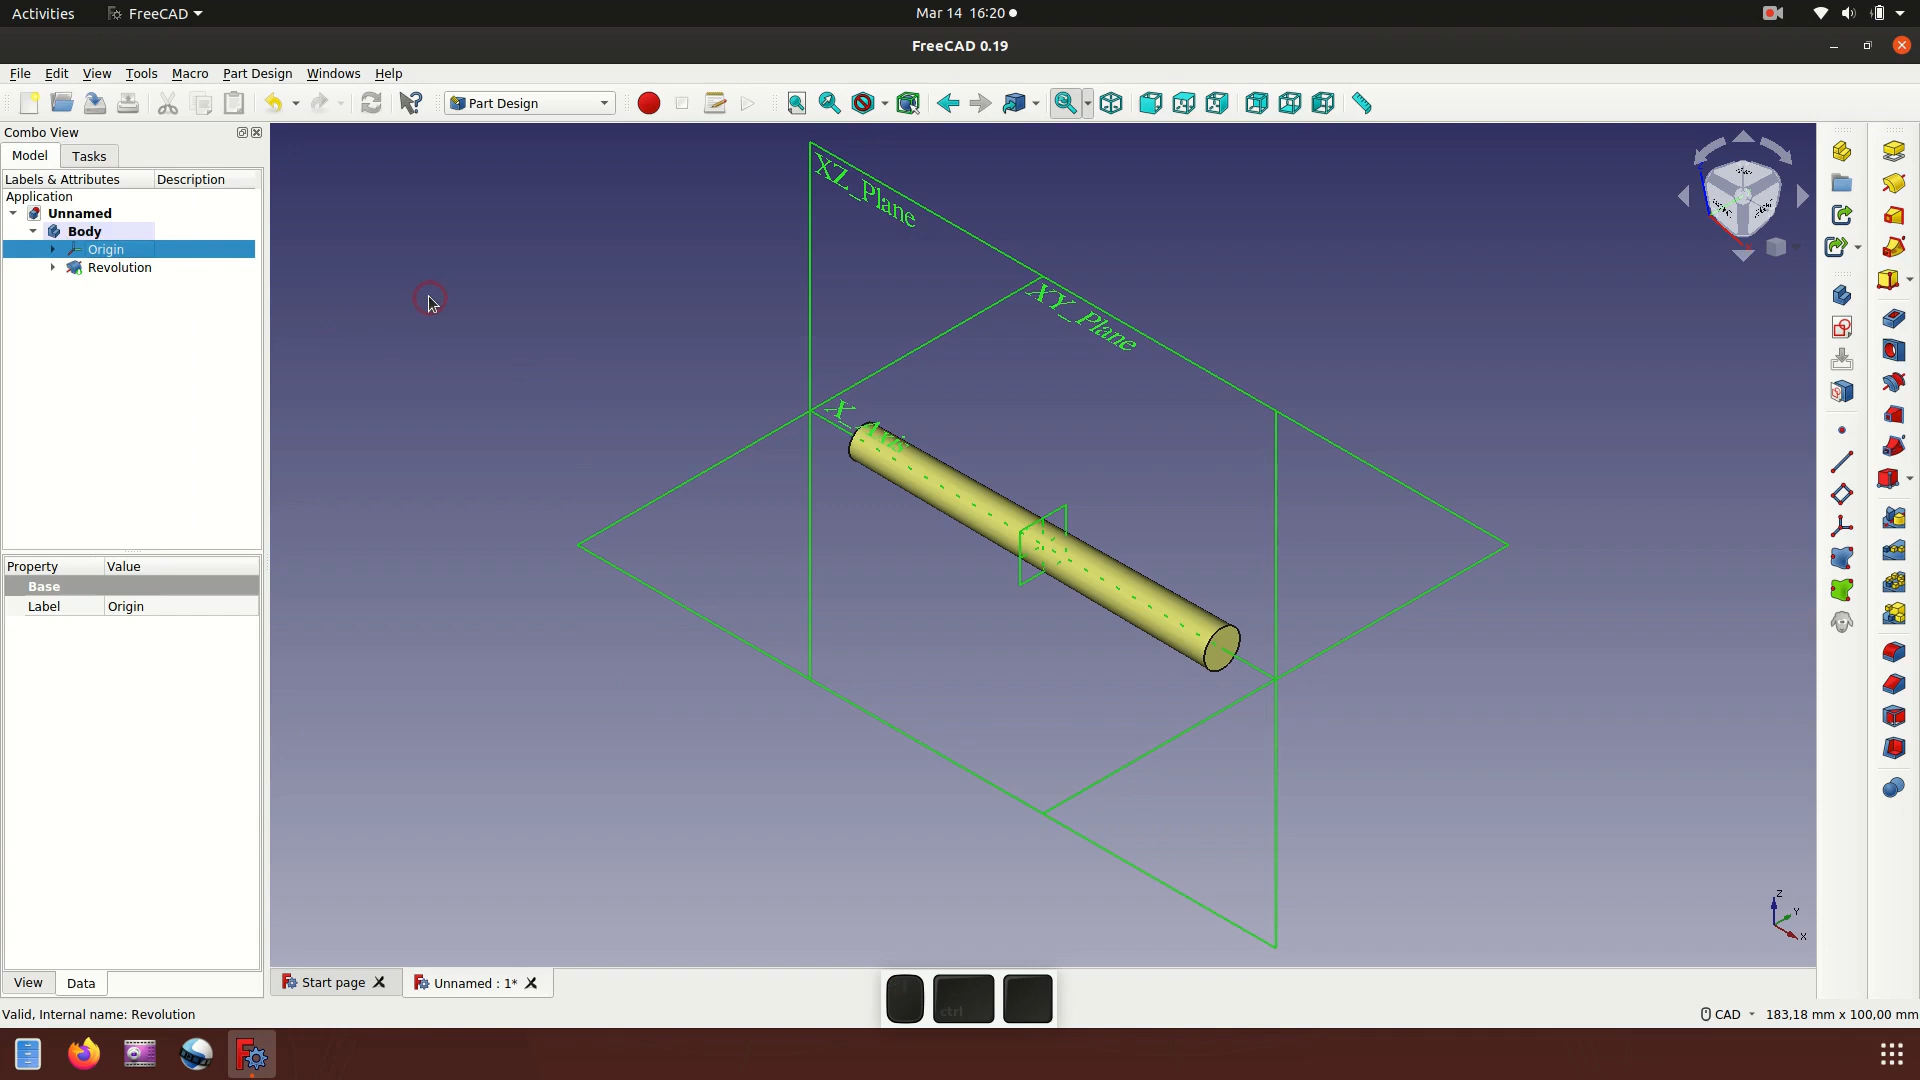 Activities
FreeCAD
Mar 14 16:20
FreeCAD 0.19
File Edit View Tools Macro Part Design Windows Help
Part Design
Combo View
Model Tasks
Labels & Attributes Description
Application
Unnamed
Body
Origin
Revolution
XZ_Plane
XY_Plane
X_Axis
Property Value
Base
Label Origin
Z
Y
X
View Data
Start page
Unnamed : 1*
ctrl
Valid, Internal name: Revolution
CAD
183,18 mm x 100,00 mm